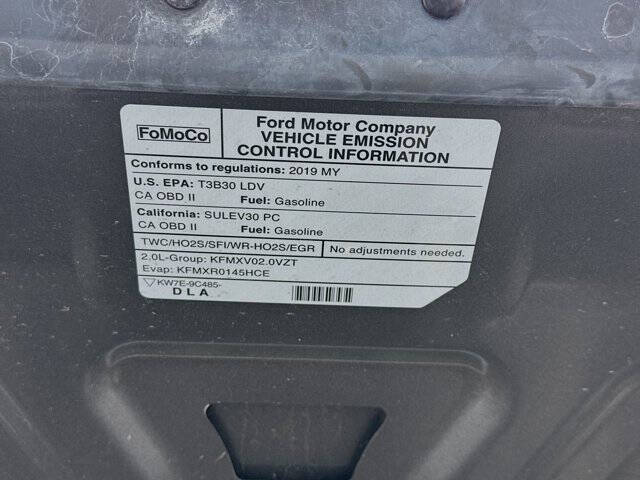 FoMoCo
Ford Motor Company
VEHICLE EMISSION
CONTROL INFORMATION
Conforms to regulations: 2019 MY
U.S. EPA: T3B30 LDV
CA OBD II Fuel: Gasoline
California: SULEV30 PC
CA OBD II Fuel: Gasoline
TWC/HO2S/SFI/WR-HO2S/EGR No adjustments needed.
2.0L-Group: KFMXV02.0VZT
Evap: KFMXR0145HCE
KW7E-9C485-
DLA